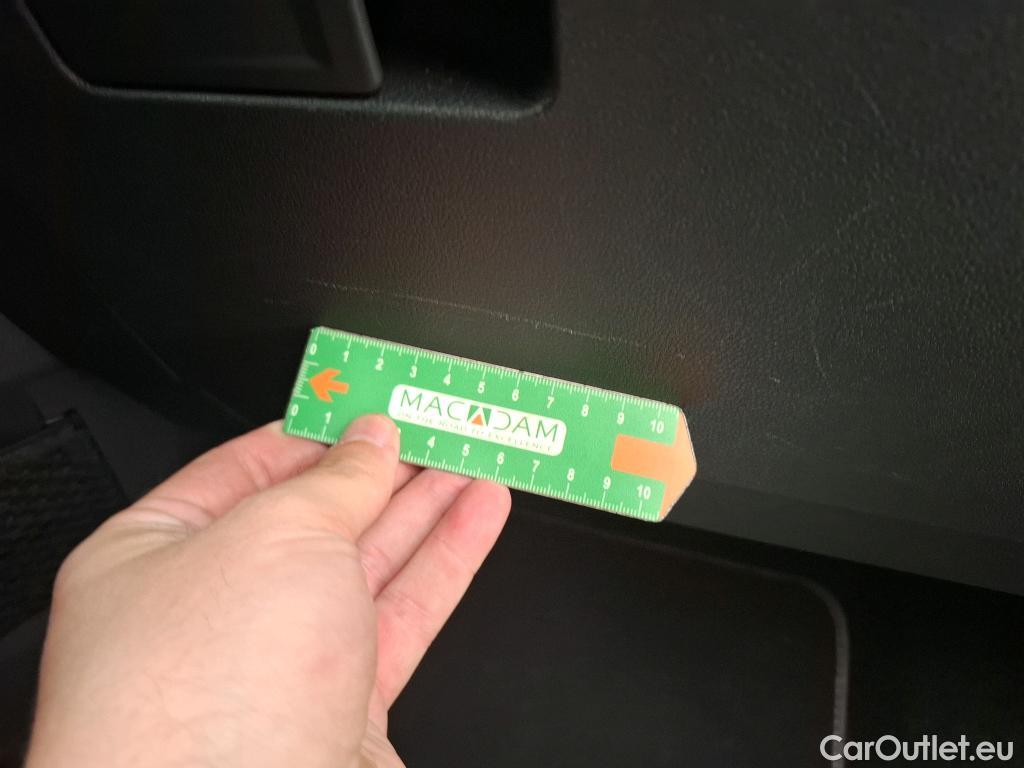 0 1 2 3 4 5 6 7 8 9 10
MACADAM
ON THE ROAD TO EXCELLENCE
0 1 3 4 5 6 7 8 9 10
CarOutlet.eu